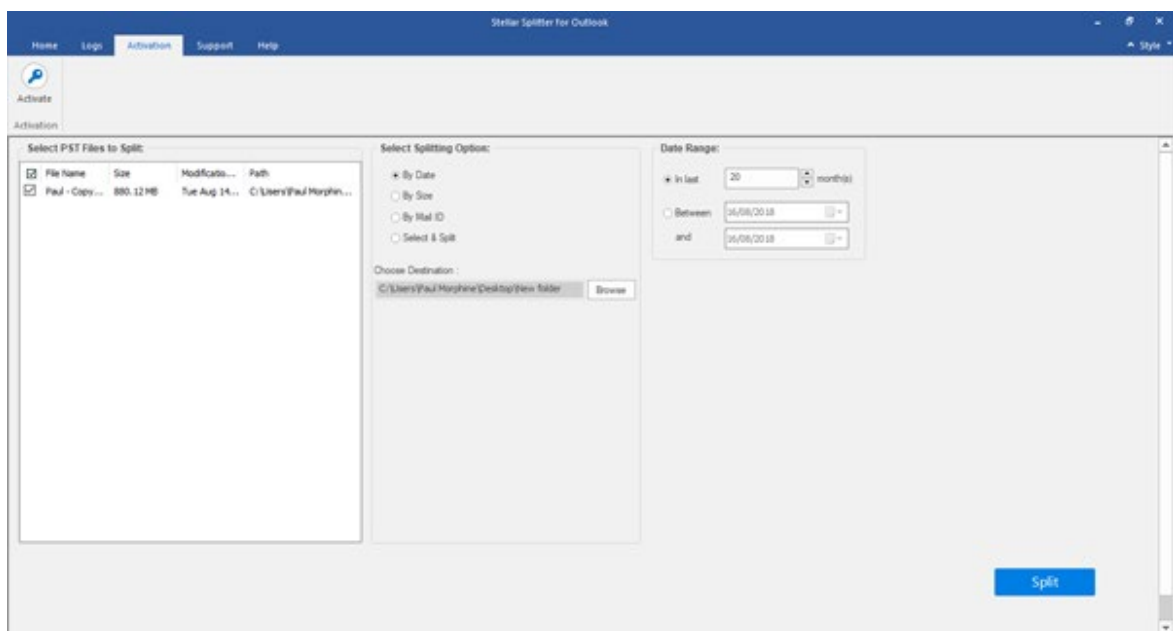 Stellar Splitter for Outlook
Home Logs Activation Support Help Style
Activate
Activation
Select PST Files to Split:
File Name Size Modificatio... Path
Paul - Copy... 880.12 MB Tue Aug 14... C:\Users\Paul Morphin...
Select Splitting Option:
By Date
By Size
By Mail ID
Select & Split
Choose Destination :
C:/Users\Paul Morphine\Desktop\New folder Browse
Date Range:
In last 20 month(s)
Between 16/08/2018
and 16/08/2018
Split